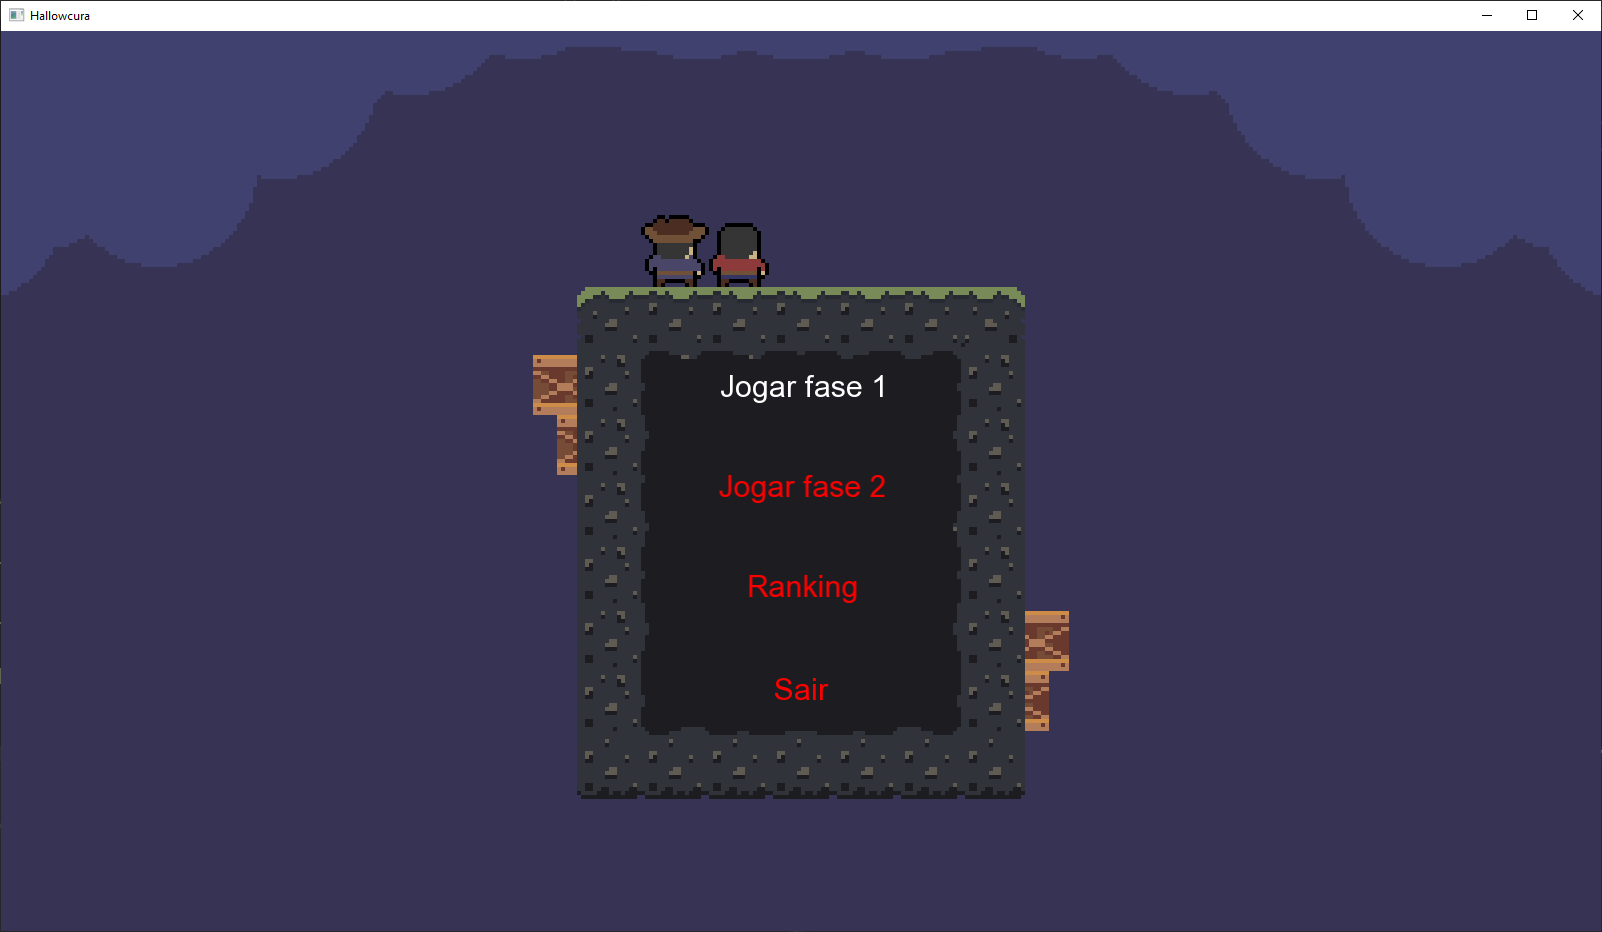 Hallowcura
Jogar fase 1
Jogar fase 2
Ranking
Sair